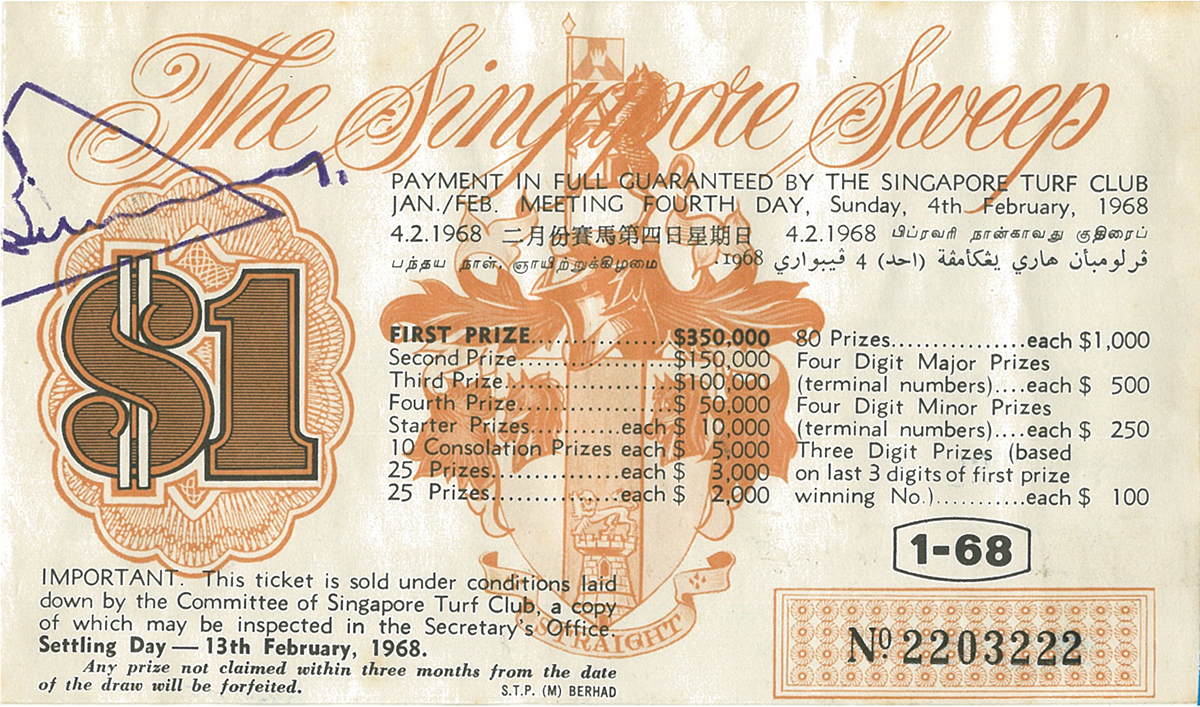 The Singapore Sweep
PAYMENT IN FULL GUARANTEED BY THE SINGAPORE TURF CLUB
JAN./FEB. MEETING FOURTH DAY, Sunday, 4th February, 1968
4.2.1968 二月份賽馬第四日星期日 4.2.1968 பிப்ரவரி நான்காவது குதிரைப்
பந்தய நாள், ஞாயிற்றுக்கிழமை ڤرلومبأن هاري يڠكأمڤة (احد) 4 ڤيبواري 1968.
$1
FIRST PRIZE.................$350,000
Second Prize....................$150,000
Third Prize......................$100,000
Fourth Prize....................$ 50,000
Starter Prizes............each $ 10,000
10 Consolation Prizes each $ 5,000
25 Prizes.................each $ 3,000
25 Prizes.................each $ 2,000
80 Prizes.................each $1,000
Four Digit Major Prizes
(terminal numbers)....each $ 500
Four Digit Minor Prizes
(terminal numbers)....each $ 250
Three Digit Prizes (based
on last 3 digits of first prize
winning No.)...........each $ 100
1-68
IMPORTANT: This ticket is sold under conditions laid
down by the Committee of Singapore Turf Club, a copy
of which may be inspected in the Secretary's Office.
Settling Day — 13th February, 1968.
Any prize not claimed within three months from the date
of the draw will be forfeited.
S.T.P. (M) BERHAD
STRAIGHT
Nº 2203222